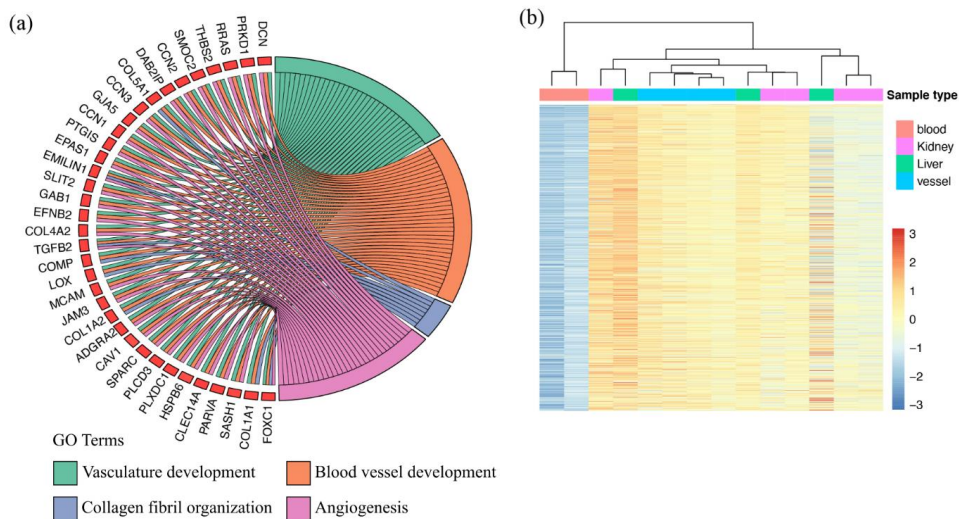 (a)
DCN
PRKD1
RRAS
THBS2
SMOC2
CCN2
DAB2IP
COL5A1
CCN3
GJA5
CCN1
PTGIS
EPAS1
EMILIN1
SLIT2
GAB1
EFNB2
COL4A2
TGFB2
COMP
LOX
MCAM
JAM3
COL1A2
ADGRA2
CAV1
SPARC
PLCD3
PLXDC1
HSPB6
CLEC14A
PARVA
SASH1
COL1A1
FOXC1
GO Terms
Vasculature development
Blood vessel development
Collagen fibril organization
Angiogenesis
(b)
Sample type
blood
Kidney
Liver
vessel
3
2
1
0
−1
−2
−3